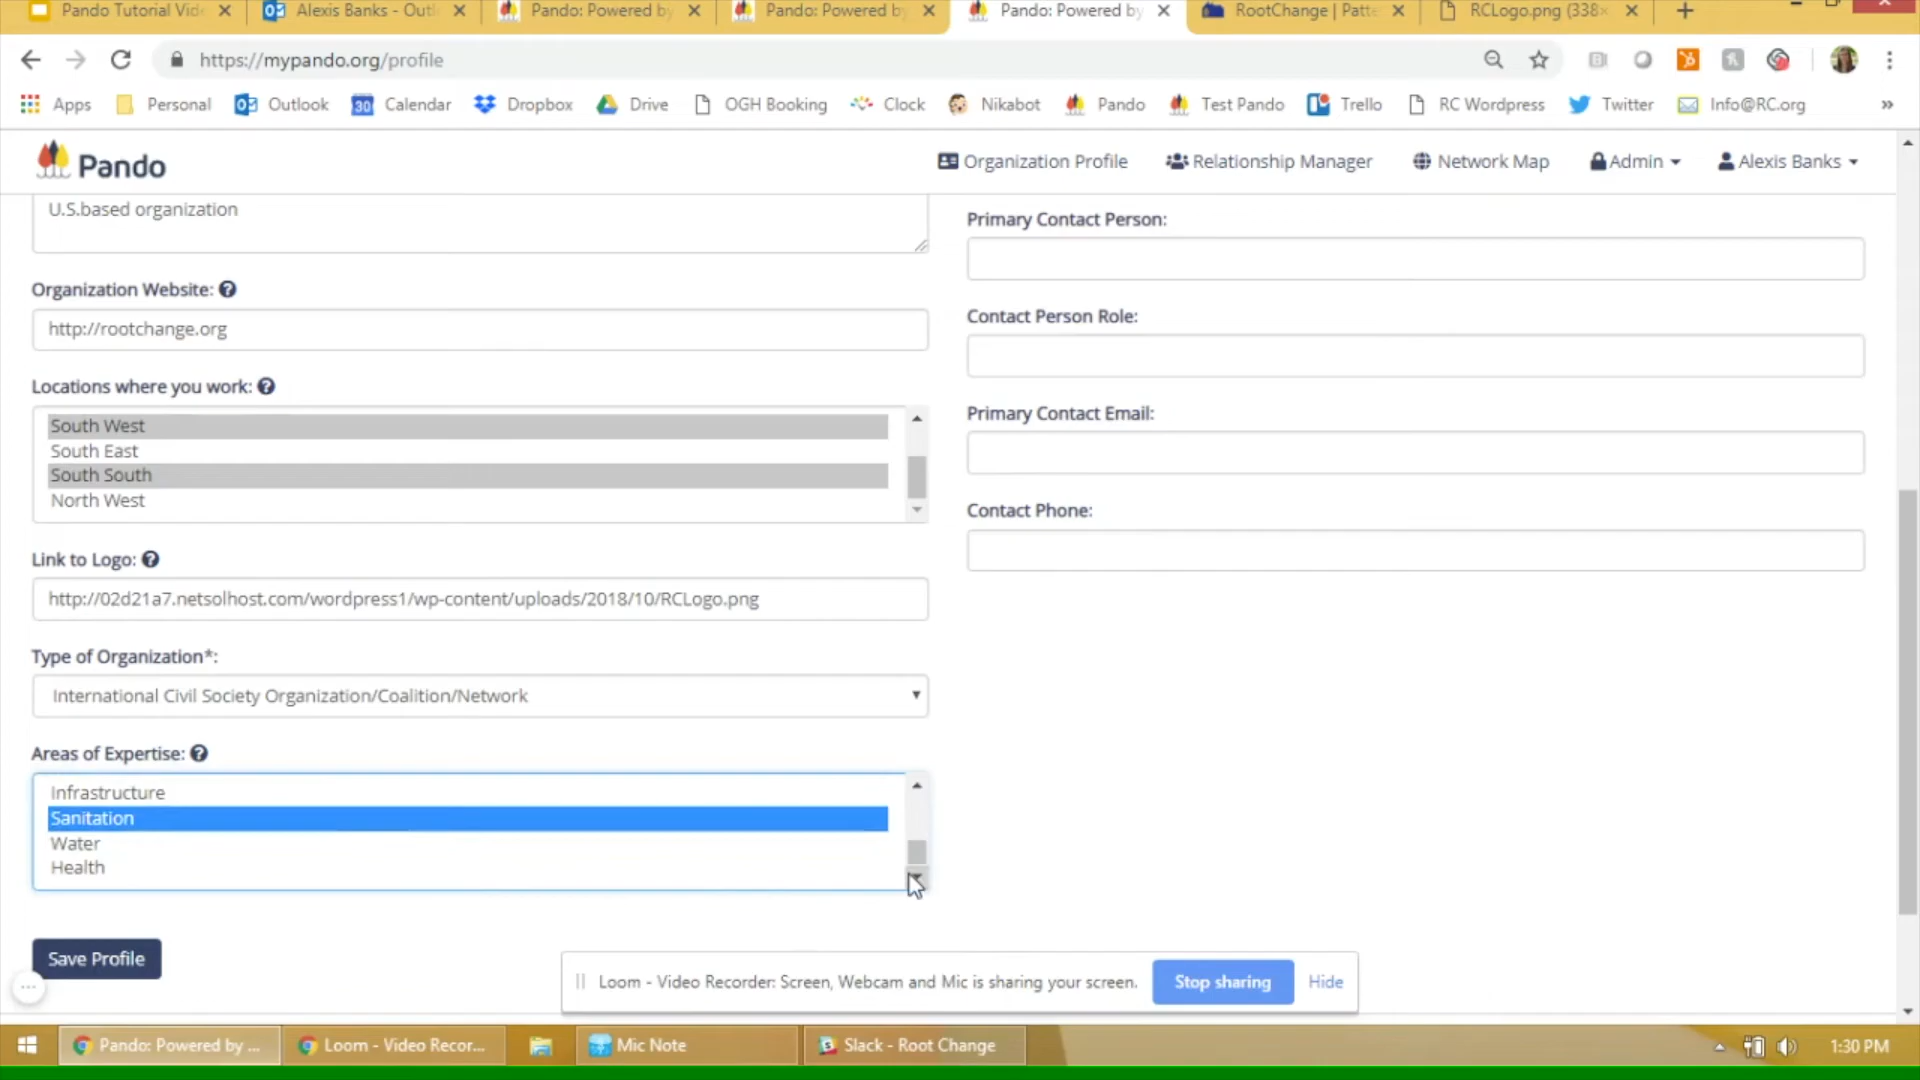 Pando Tutorial Vid
Alexis Banks - Outl
Pando: Powered by
Pando: Powered by
Pando: Powered by
RootChange | Patte
RCLogo.png (338×
https://mypando.org/profile
Apps
Personal
Outlook
30
Calendar
Dropbox
Drive
OGH Booking
Clock
Nikabot
Pando
Test Pando
Trello
RC Wordpress
Twitter
Info@RC.org
»
Pando
Organization Profile
Relationship Manager
Network Map
Admin
Alexis Banks
U.S.based organization
Organization Website:
http://rootchange.org
Locations where you work:
South West
South East
South South
North West
Link to Logo:
http://02d21a7.netsolhost.com/wordpress1/wp-content/uploads/2018/10/RCLogo.png
Type of Organization*:
International Civil Society Organization/Coalition/Network
Areas of Expertise:
Infrastructure
Sanitation
Water
Health
Save Profile
Primary Contact Person:
Contact Person Role:
Primary Contact Email:
Contact Phone:
Loom - Video Recorder: Screen, Webcam and Mic is sharing your screen.
Stop sharing
Hide
Pando: Powered by ...
Loom - Video Recor...
Mic Note
Slack - Root Change
1:30 PM